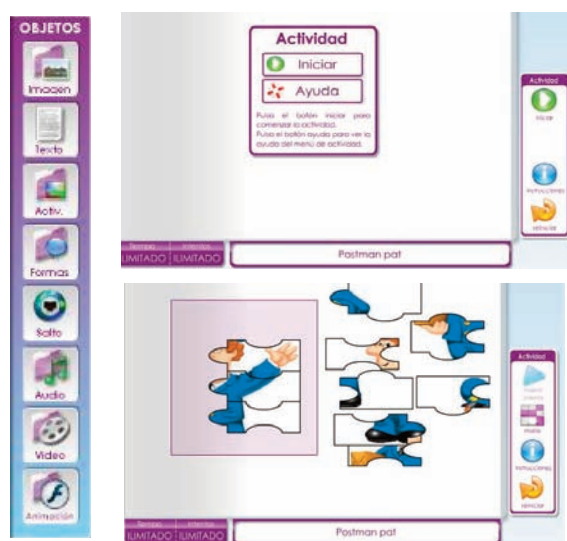 OBJETOS
Imagen
Texto
Activ.
Formas
Salto
Audio
Video
Animación
Actividad
Iniciar
Ayuda
Pulsa el botón iniciar para
comenzar la actividad.
Pulsa el botón ayuda para ver la
ayuda del menú de actividad.
Actividad
Iniciar
Instrucciones
reiniciar
Tiempo Intentos
ILIMITADO ILIMITADO
Postman pat
Actividad
Instrucciones
reiniciar
Tiempo Intentos
ILIMITADO ILIMITADO
Postman pat